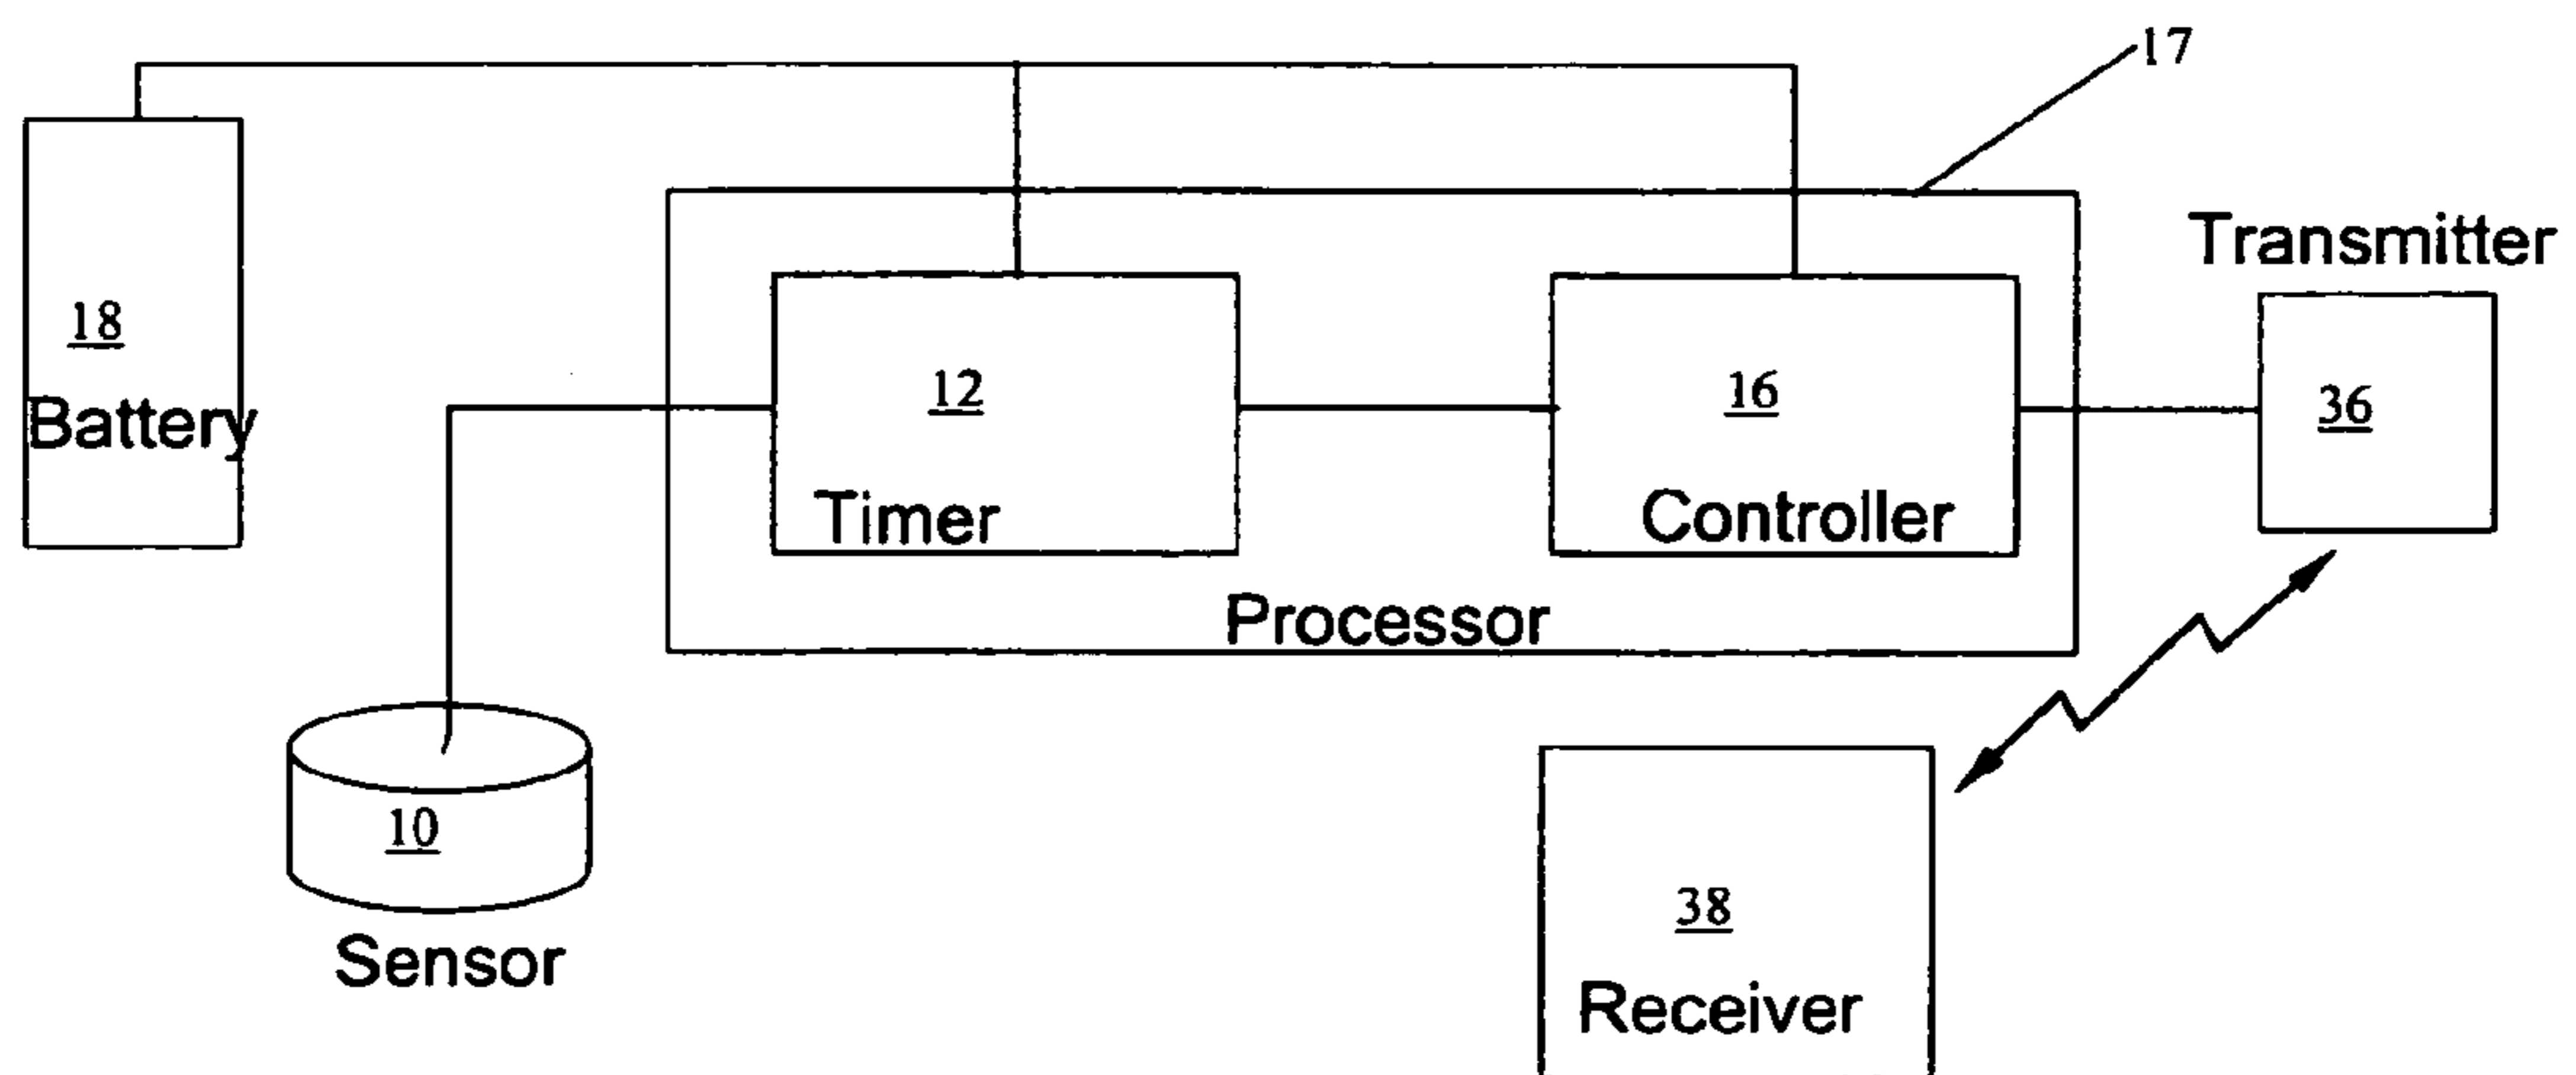 17
Transmitter
18
Battery
12
Timer
16
Controller
36
Processor
10
Sensor
38
Receiver